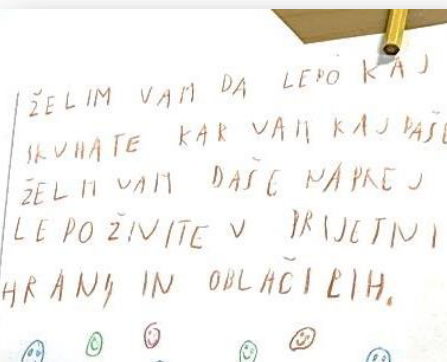 ŽELIM VAM DA LEPO KAJ
SKUHATE KAR VAM KAJ PAŠE
ŽELIM VAM DAŠE NAPREJ
LEPO ŽIVITE V PRIJETNI
HRANI IN OBLAČILIH.